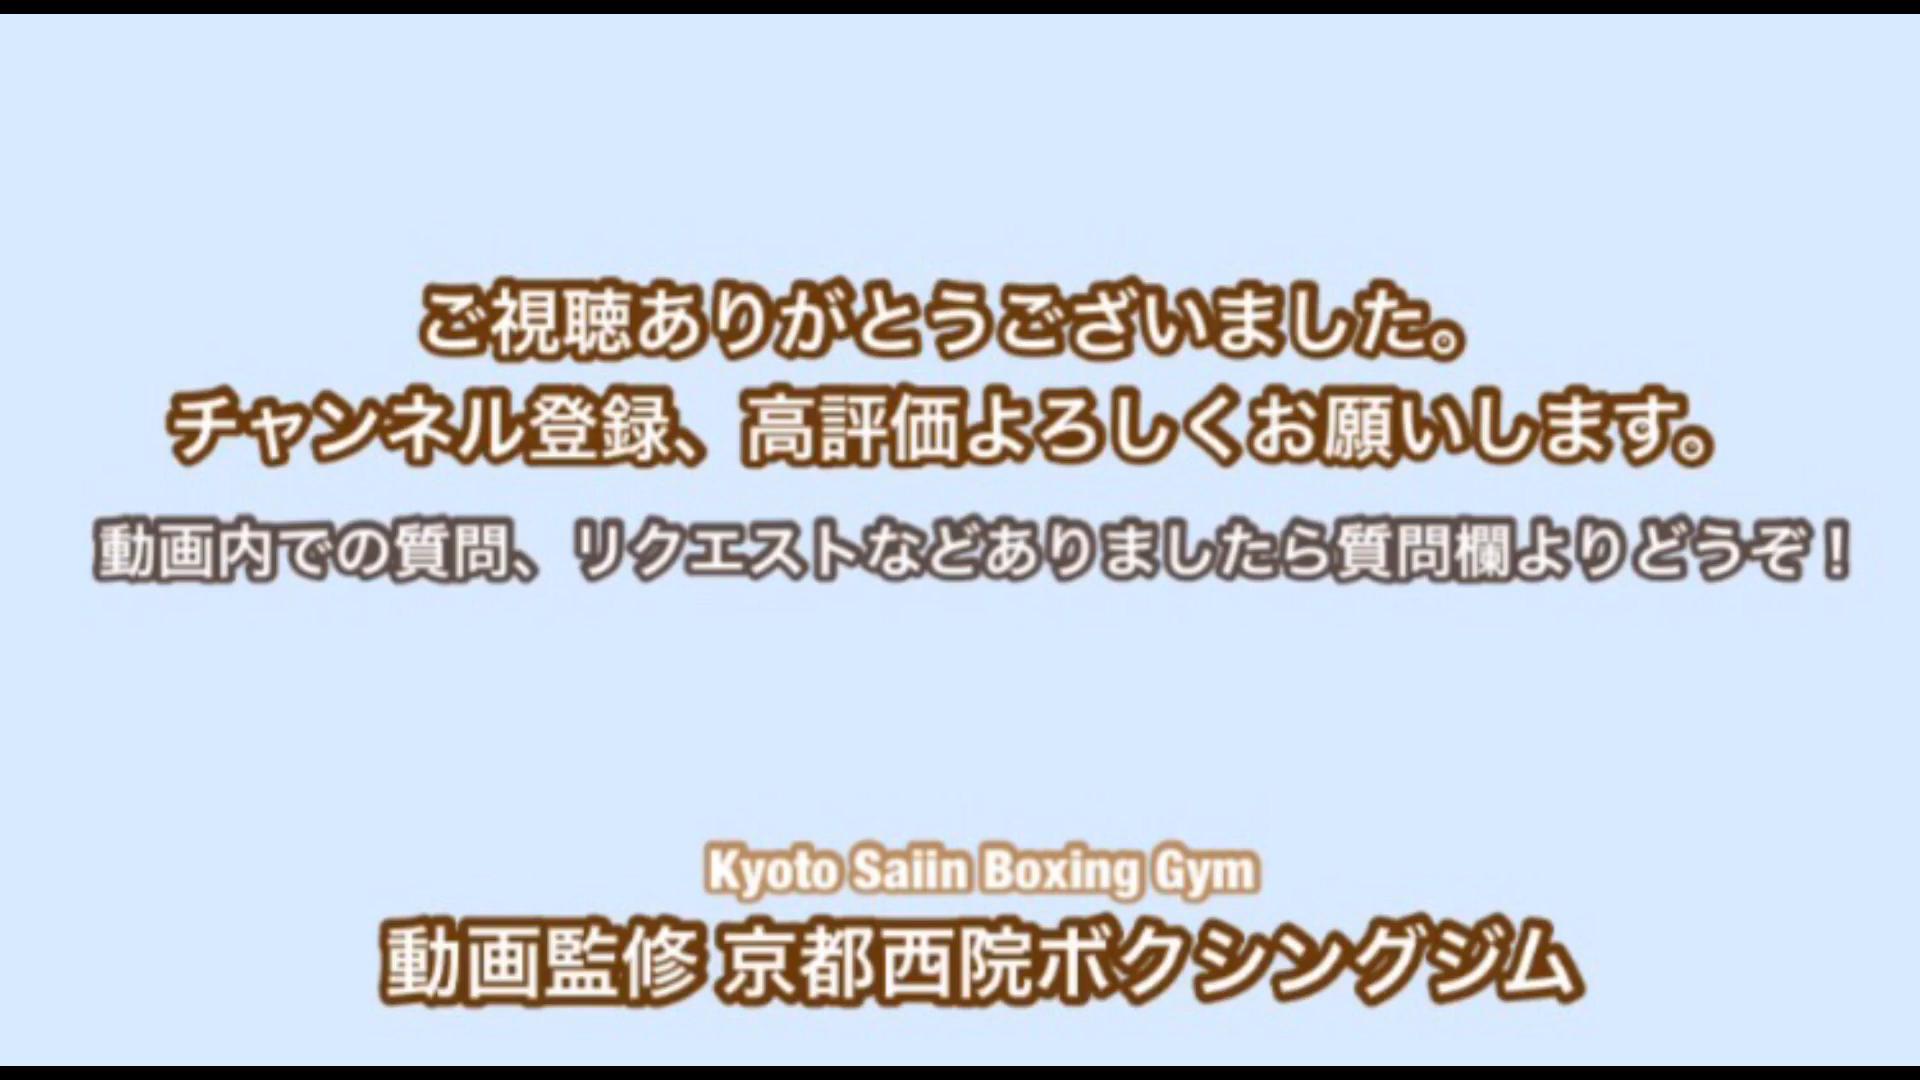 ご視聴ありがとうございました。
チャンネル登録、高評価よろしくお願いします。
動画内での質問、リクエストなどありましたら質問欄よりどうぞ！
Kyoto Saiin Boxing Gym
動画監修 京都西院ボクシングジム